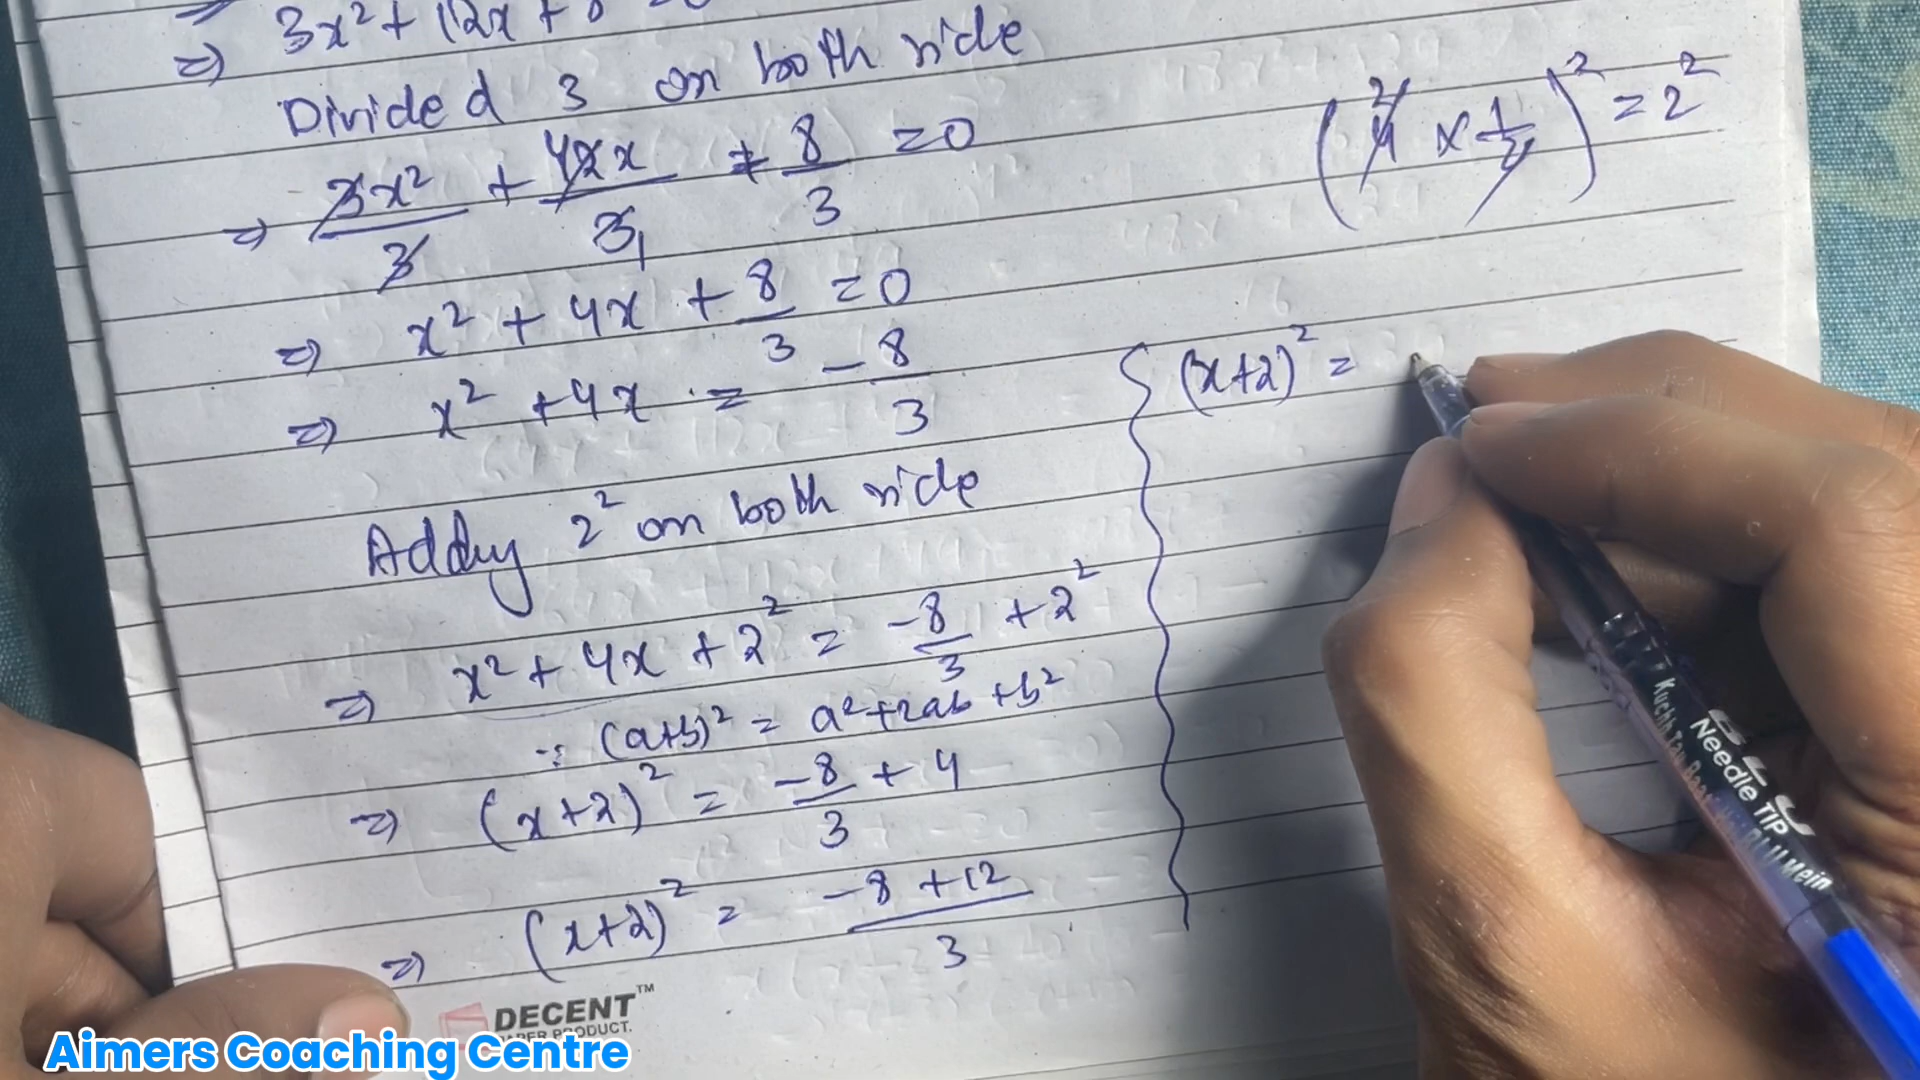 ⇒ 3x² + 12x + 8 = 0
Divided 3 on both side
⇒ 3x²/3 + 12x/3 + 8/3 = 0
⇒ x² + 4x + 8/3 = 0
⇒ x² + 4x = -8/3
Adding 2² on both side
⇒ x² + 4x + 2² = -8/3 + 2²
∵ (a+b)² = a² + 2ab + b²
⇒ (x+2)² = -8/3 + 4
⇒ (x+2)² = (-8+12)/3
(4 × 1/2)² = 2²
(x+2)² =
DECENT™
PAPER PRODUCT.
Needle TIP
Aimers Coaching Centre